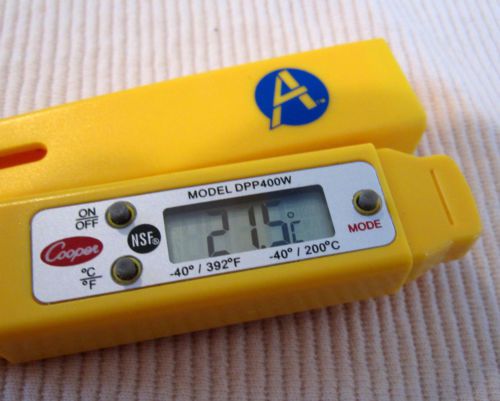 A
MODEL DPP400W
ON
OFF
Cooper
NSF®
21.5°C
MODE
°C
°F
-40° / 392°F
-40° / 200°C